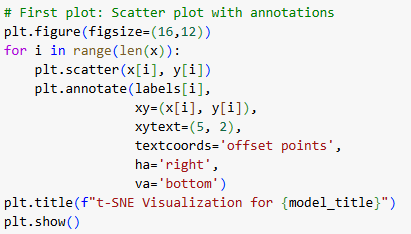 # First plot: Scatter plot with annotations
plt.figure(figsize=(16,12))
for i in range(len(x)):
    plt.scatter(x[i], y[i])
    plt.annotate(labels[i],
                 xy=(x[i], y[i]),
                 xytext=(5, 2),
                 textcoords='offset points',
                 ha='right',
                 va='bottom')
plt.title(f"t-SNE Visualization for {model_title}")
plt.show()